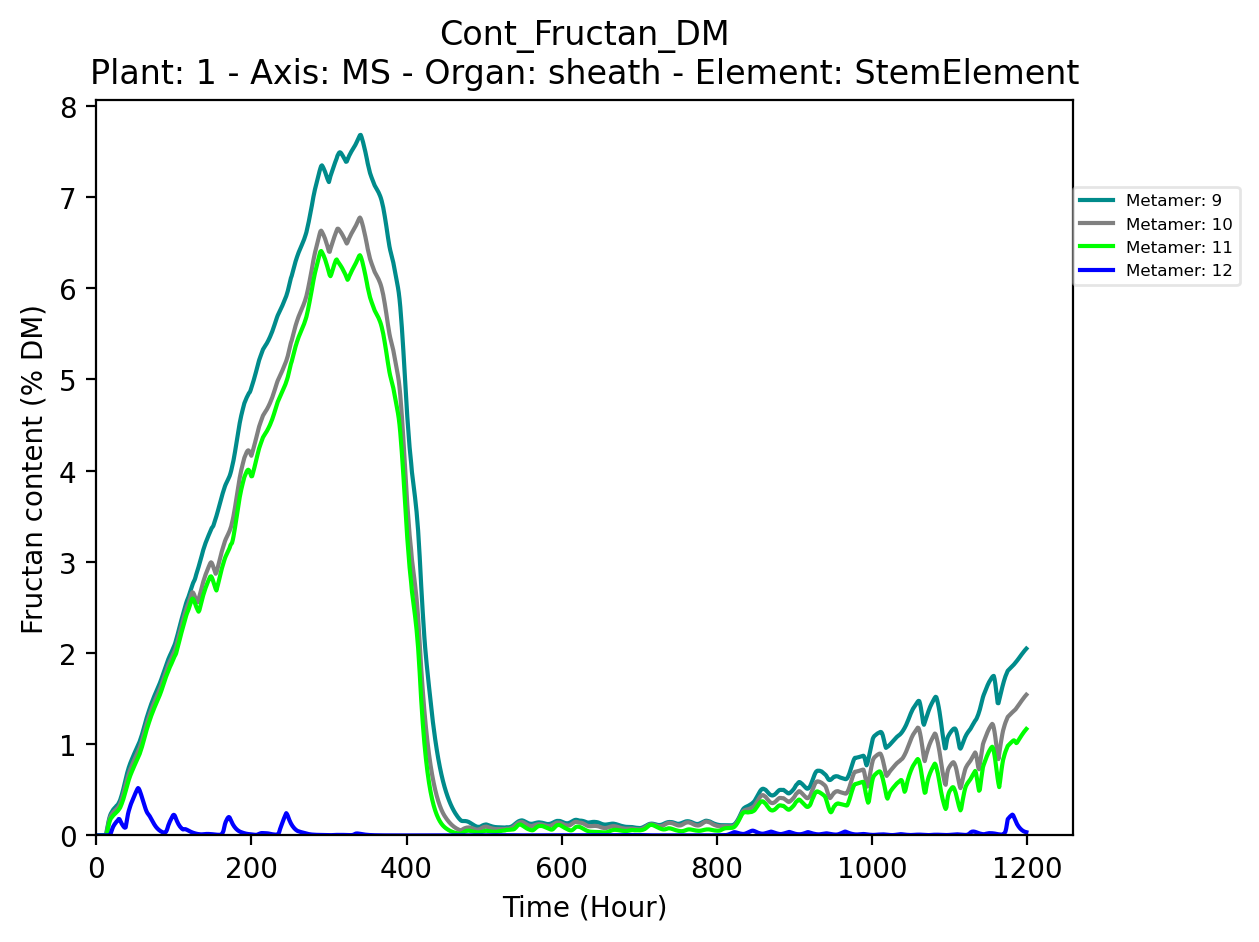 Cont_Fructan_DM
Plant: 1 - Axis: MS - Organ: sheath - Element: StemElement
8
7
6
5
4
3
2
1
0
Fructan content (% DM)
0 200 400 600 800 1000 1200
Time (Hour)
Metamer: 9
Metamer: 10
Metamer: 11
Metamer: 12